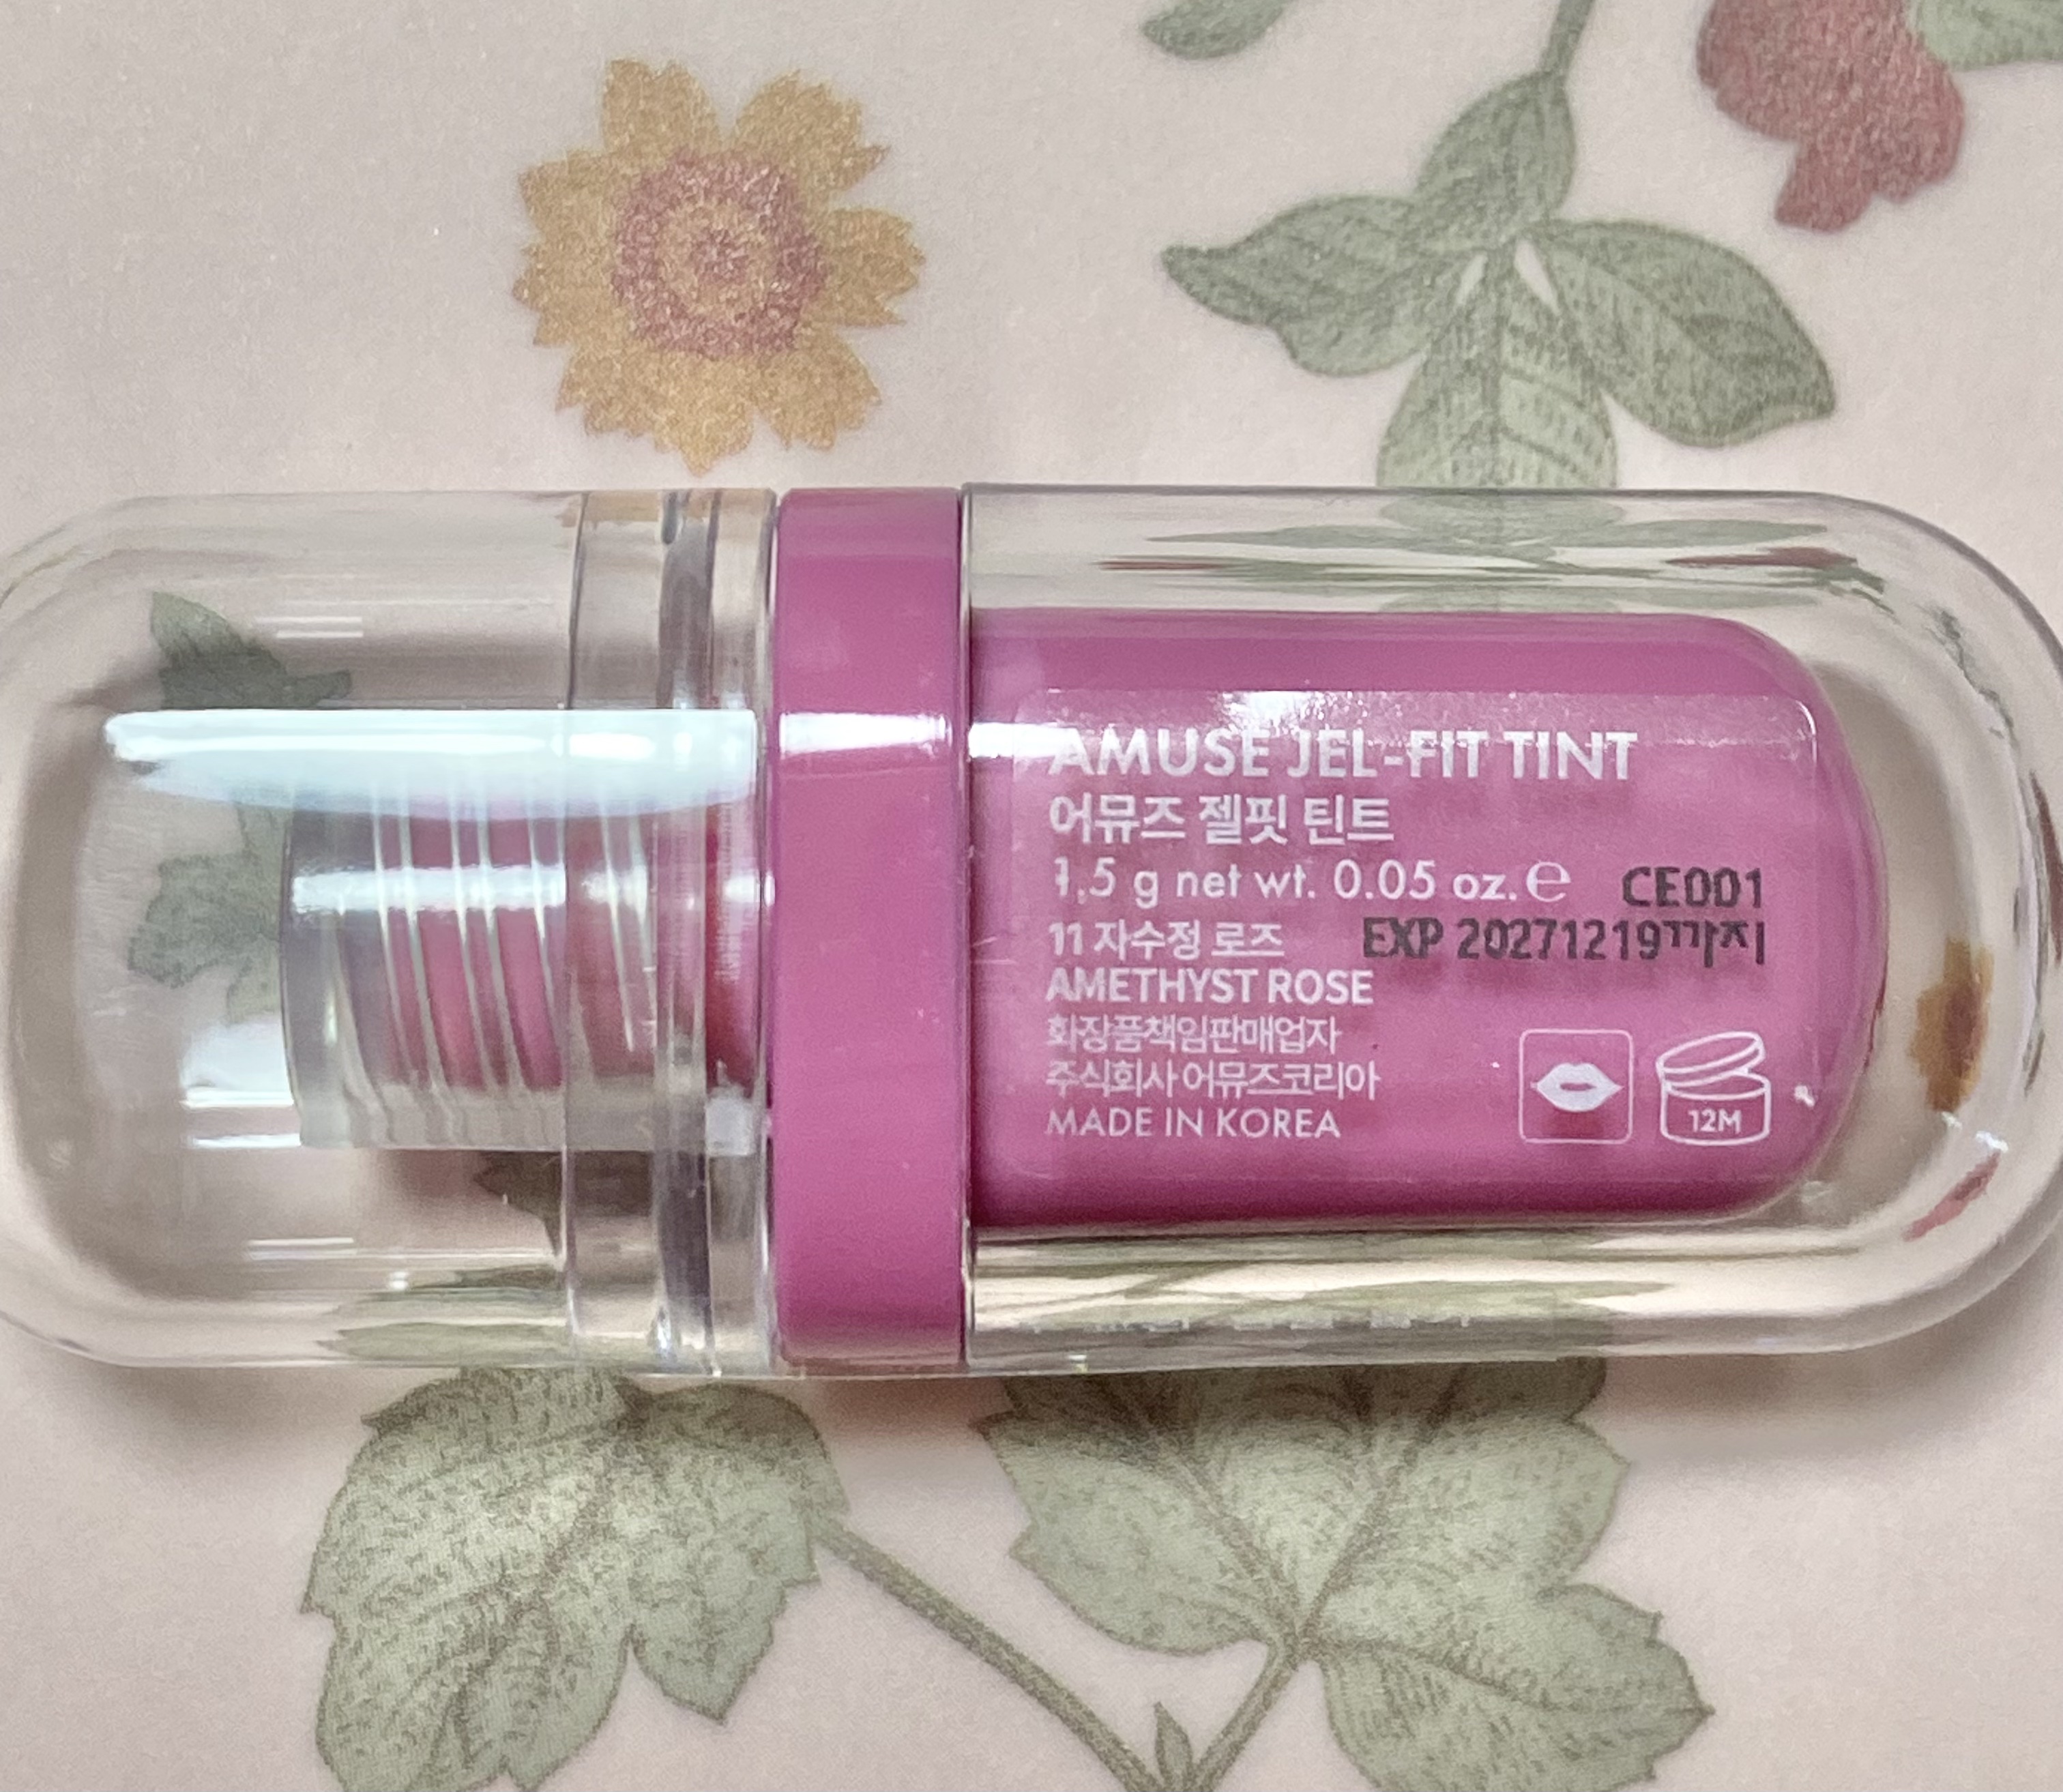 AMUSE JEL-FIT TINT
어뮤즈 젤핏 틴트
1.5 g net wt. 0.05 oz. ℮
CE001
11 자수정 로즈
EXP 20271219까지
AMETHYST ROSE
화장품책임판매업자
주식회사 어뮤즈코리아
MADE IN KOREA
12M